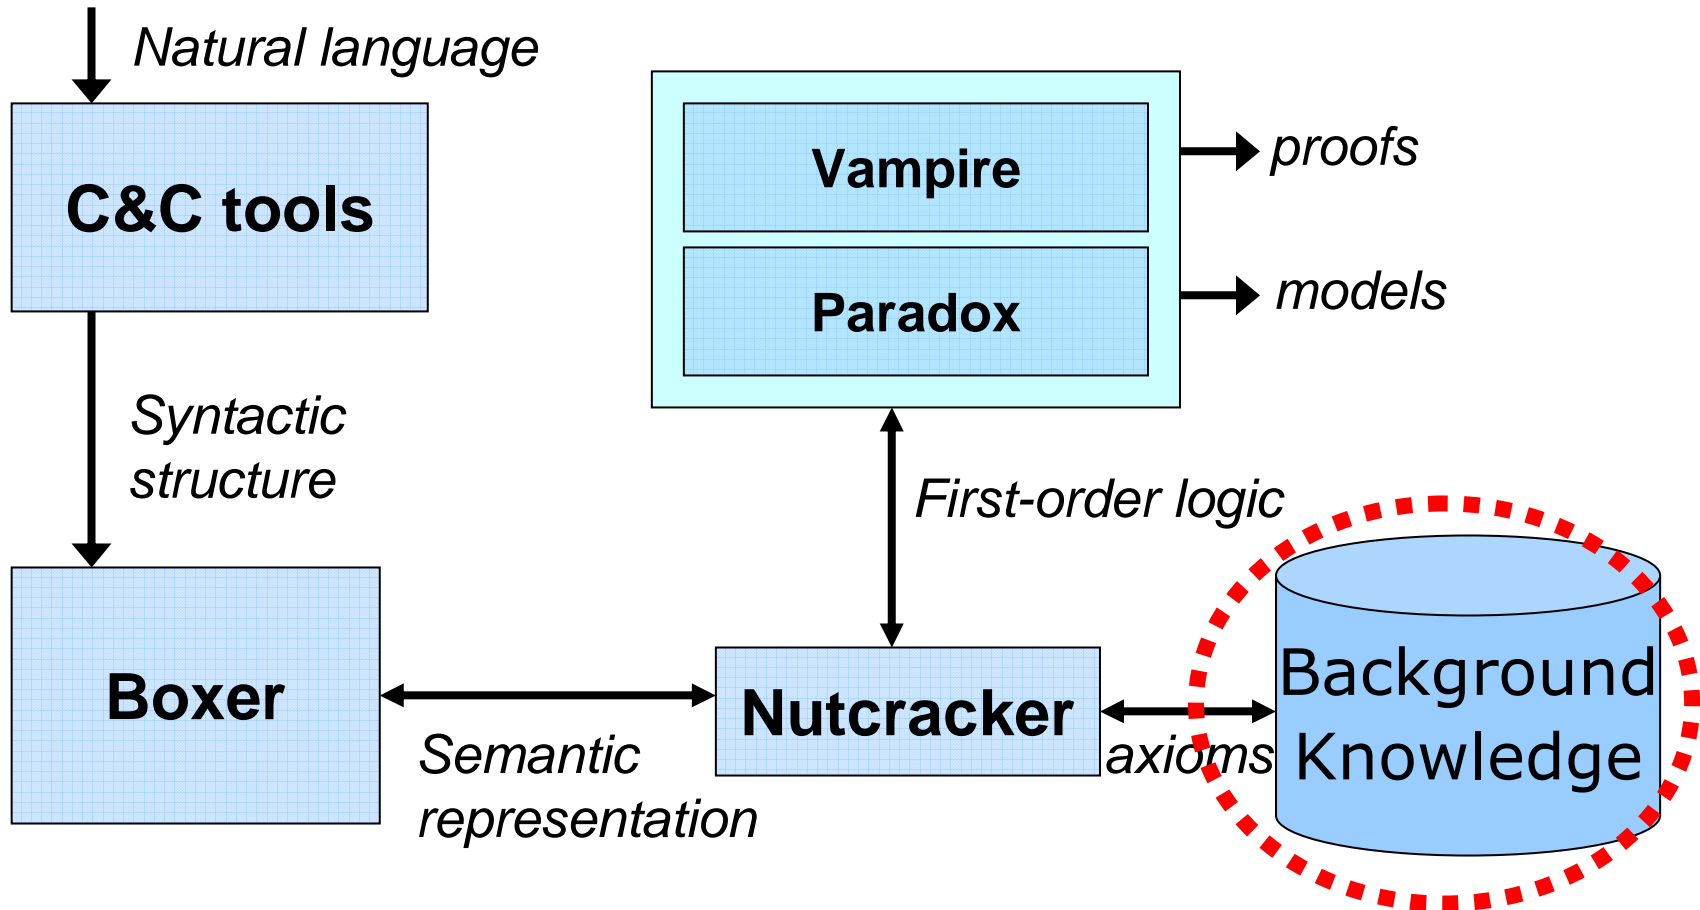 Natural language
C&C tools
Vampire
proofs
Paradox
models
Syntactic
structure
First-order logic
Boxer
Nutcracker
Background
Knowledge
Semantic
representation
axioms